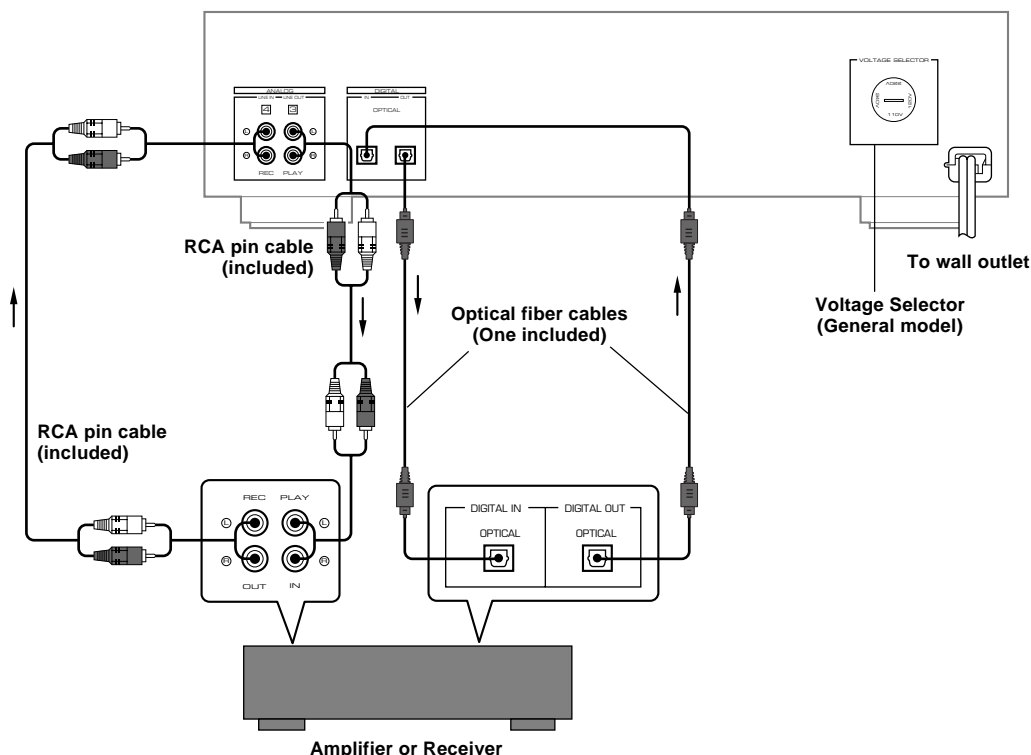 VOLTAGE SELECTOR
110V
ANALOG
LINE IN LINE OUT
4 3
L L
R R
REC PLAY
DIGITAL
IN OUT
OPTICAL
RCA pin cable
(included)
To wall outlet
Voltage Selector
(General model)
Optical fiber cables
(One included)
RCA pin cable
(included)
REC PLAY
L L
R R
OUT IN
DIGITAL IN
OPTICAL
DIGITAL OUT
OPTICAL
Amplifier or Receiver